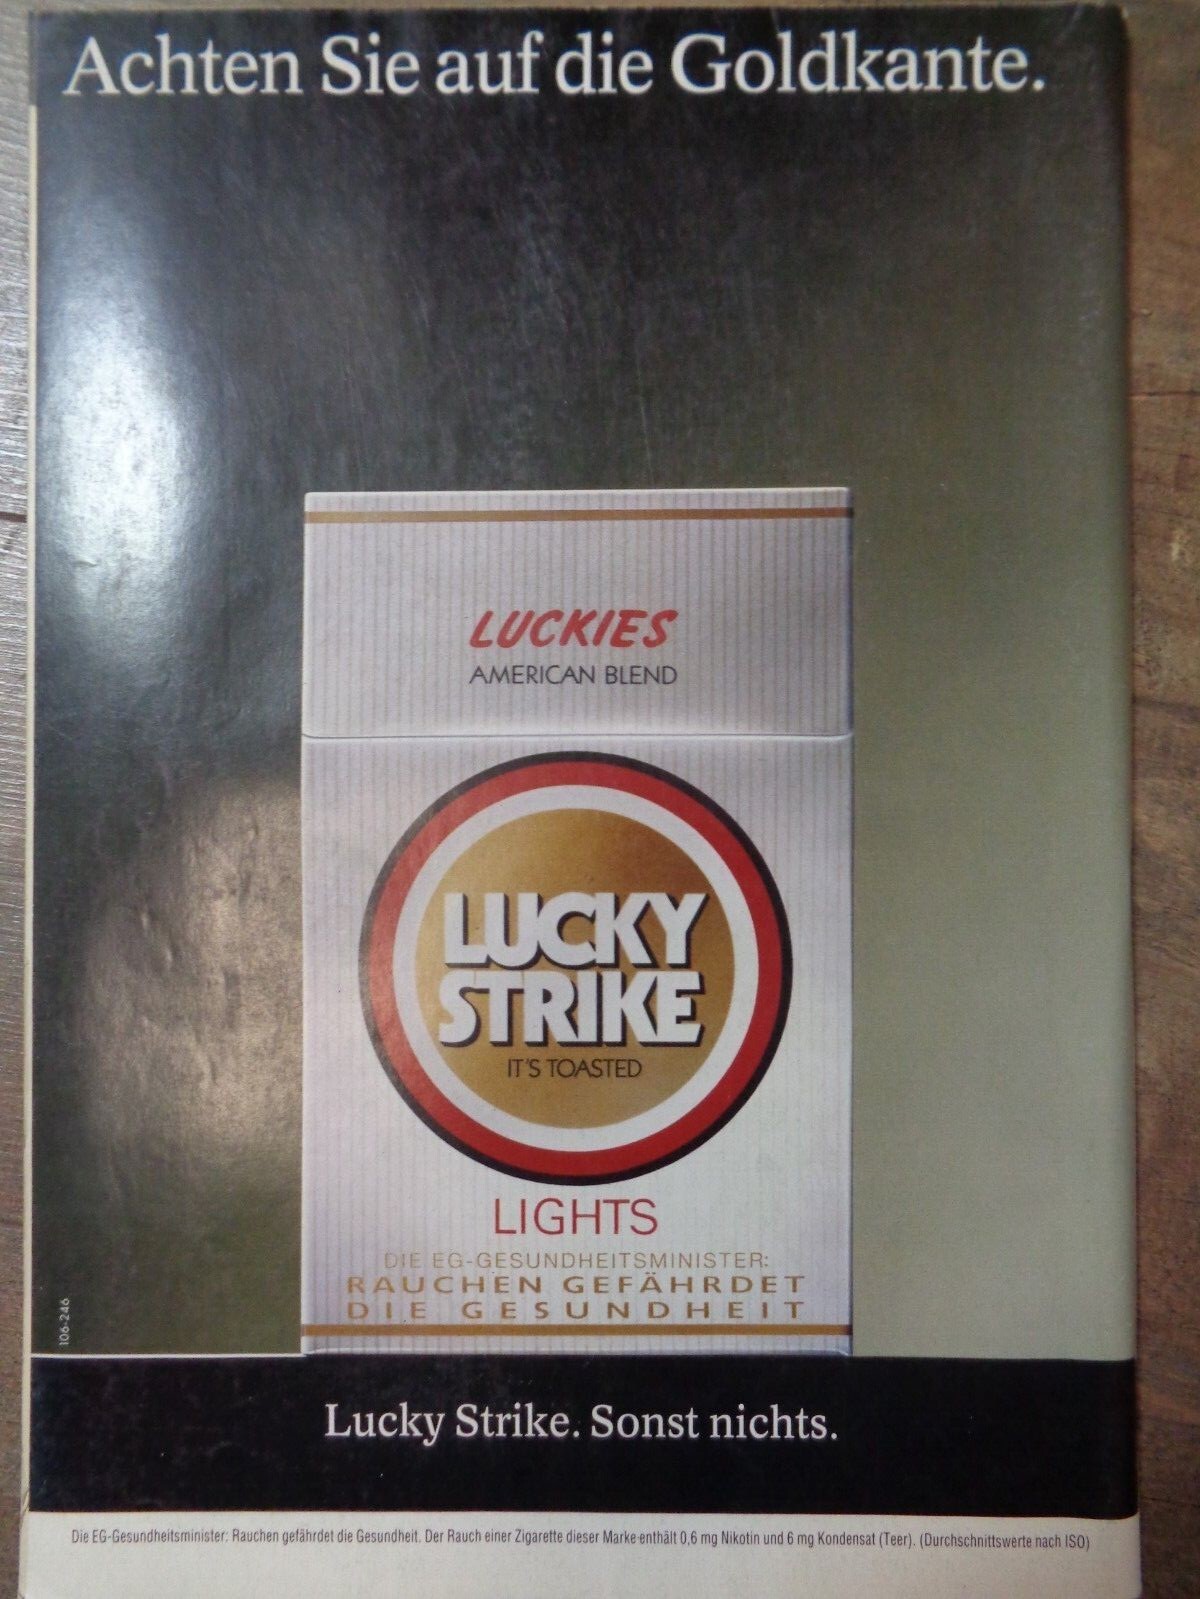 Achten Sie auf die Goldkante.
LUCKIES
AMERICAN BLEND
LUCKY
STRIKE
IT'S TOASTED
LIGHTS
DIE EG-GESUNDHEITSMINISTER:
RAUCHEN GEFÄHRDET
DIE GESUNDHEIT
106-246
Lucky Strike. Sonst nichts.
Die EG-Gesundheitsminister: Rauchen gefährdet die Gesundheit. Der Rauch einer Zigarette dieser Marke enthält 0,6 mg Nikotin und 6 mg Kondensat (Teer). (Durchschnittswerte nach ISO)